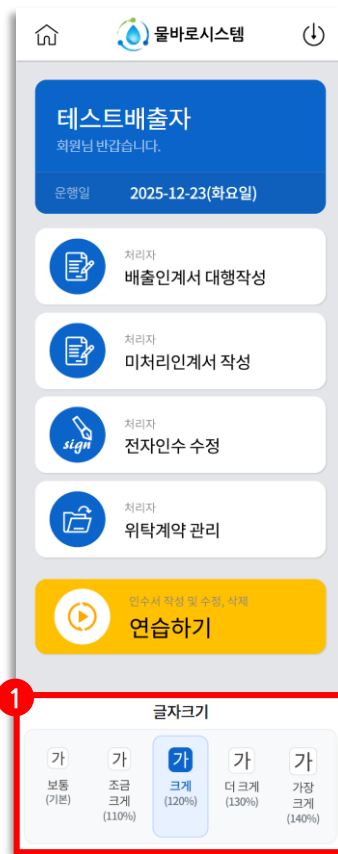 물바로시스템
테스트배출자
회원님 반갑습니다.
운행일 2025-12-23(화요일)
처리자
배출인계서 대행작성
처리자
미처리인계서 작성
sign
처리자
전자인수 수정
처리자
위탁계약 관리
인수서 작성 및 수정, 삭제
연습하기
1
글자크기
가 가 가 가 가
보통
(기본)
조금
크게
(110%)
크게
(120%)
더 크게
(130%)
가장
크게
(140%)